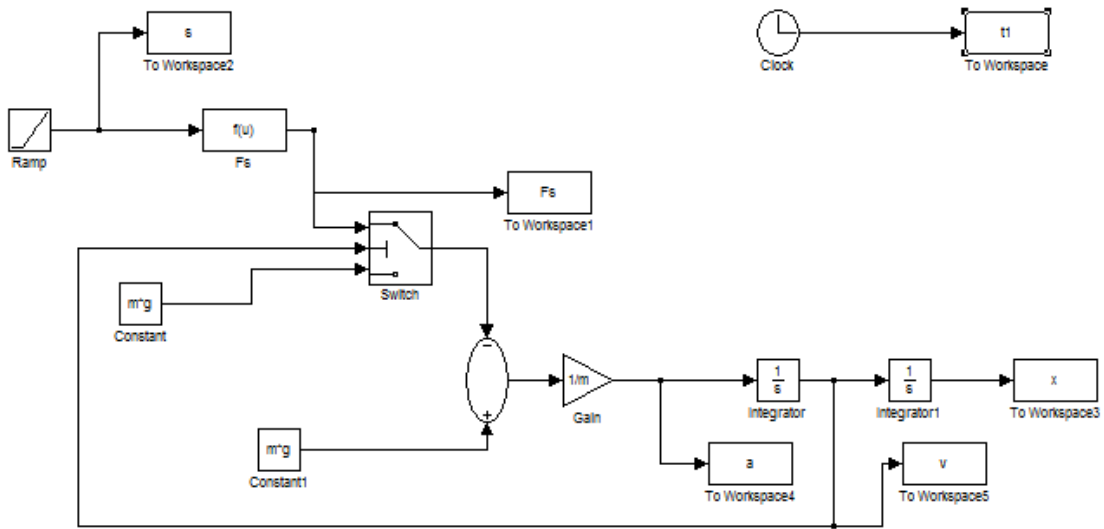 s
To Workspace2
t1
Clock
To Workspace
f(u)
Ramp
Fs
Fs
To Workspace1
Switch
m*g
Constant
−
+
1/m
Gain
1
s
Integrator
1
s
Integrator1
x
To Workspace3
m*g
Constant1
a
To Workspace4
v
To Workspace5